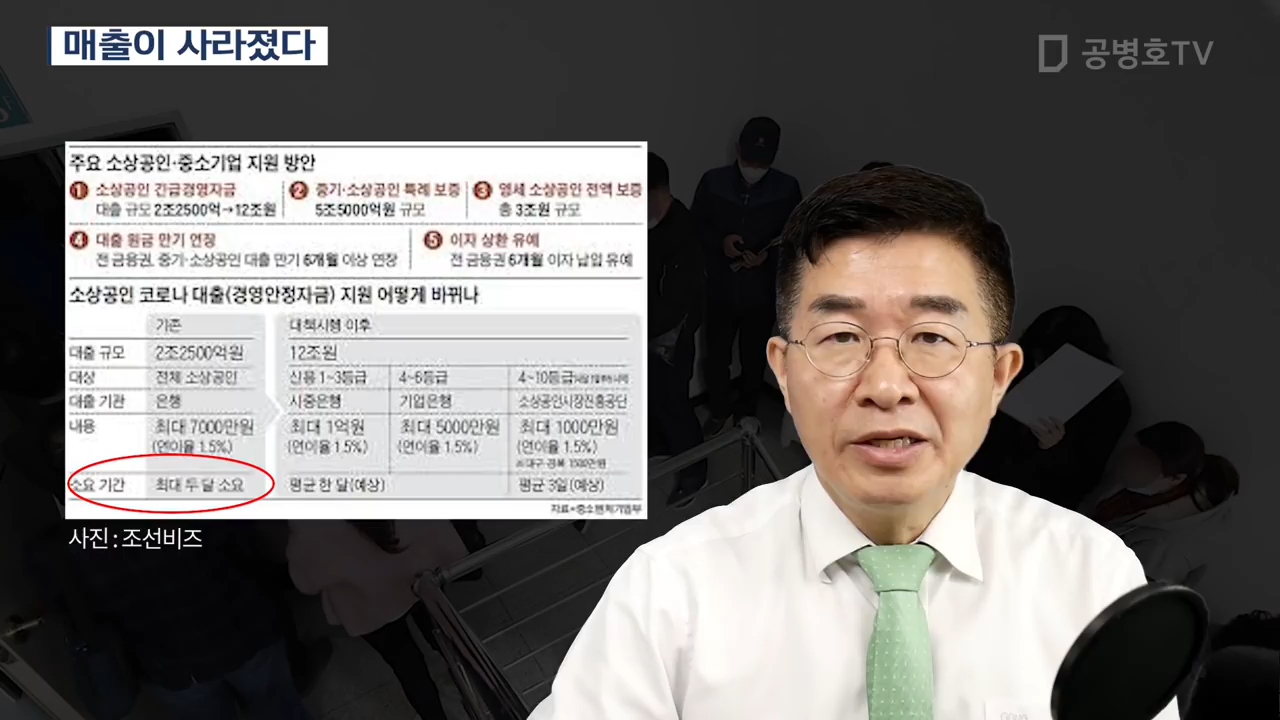 매출이 사라졌다
공병호TV
주요 소상공인·중소기업 지원 방안
1 소상공인 긴급경영자금
대출 규모 2조2500억→12조원
2 중기·소상공인 특례 보증
5조5000억원 규모
3 영세 소상공인 전액 보증
총 3조원 규모
4 대출 원금 만기 연장
전 금융권, 중기·소상공인 대출 만기 6개월 이상 연장
5 이자 상환 유예
전 금융권 6개월 이자 납입 유예
소상공인 코로나 대출(경영안정자금) 지원 어떻게 바뀌나
기존 대책시행 이후
대출 규모 2조2500억원 12조원
대상 전체 소상공인 신용 1~3등급 4~6등급 4~10등급
대출 기관 은행 시중은행 기업은행 소상공인시장진흥공단
내용 최대 7000만원 최대 1억원 최대 5000만원 최대 1000만원
(연이율 1.5%) (연이율 1.5%) (연이율 1.5%) (연이율 1.5%)
※대구·경북 1500만원
소요 기간 최대 두 달 소요 평균 한 달(예상) 평균 3일(예상)
자료=중소벤처기업부
사진 : 조선비즈